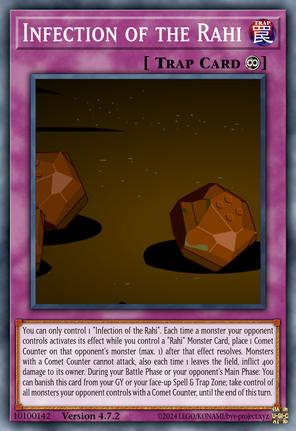 INFECTION OF THE RAHI
TRAP
罠
[ TRAP CARD ]
You can only control 1 "Infection of the Rahi". Each time a monster your opponent
controls activates its effect while you control a "Rahi" Monster Card, place 1 Comet
Counter on that opponent's monster (max. 1) after that effect resolves. Monsters
with a Comet Counter cannot attack, also each time 1 leaves the field, inflict 400
damage to its owner. During your Battle Phase or your opponent's Main Phase: You
can banish this card from your GY or your face-up Spell & Trap Zone; take control of
all monsters your opponent controls with a Comet Counter, until the end of this turn.
10100142 Version 4.7.2 ©2024 LEGO/KONAMI/bye-project.xyz